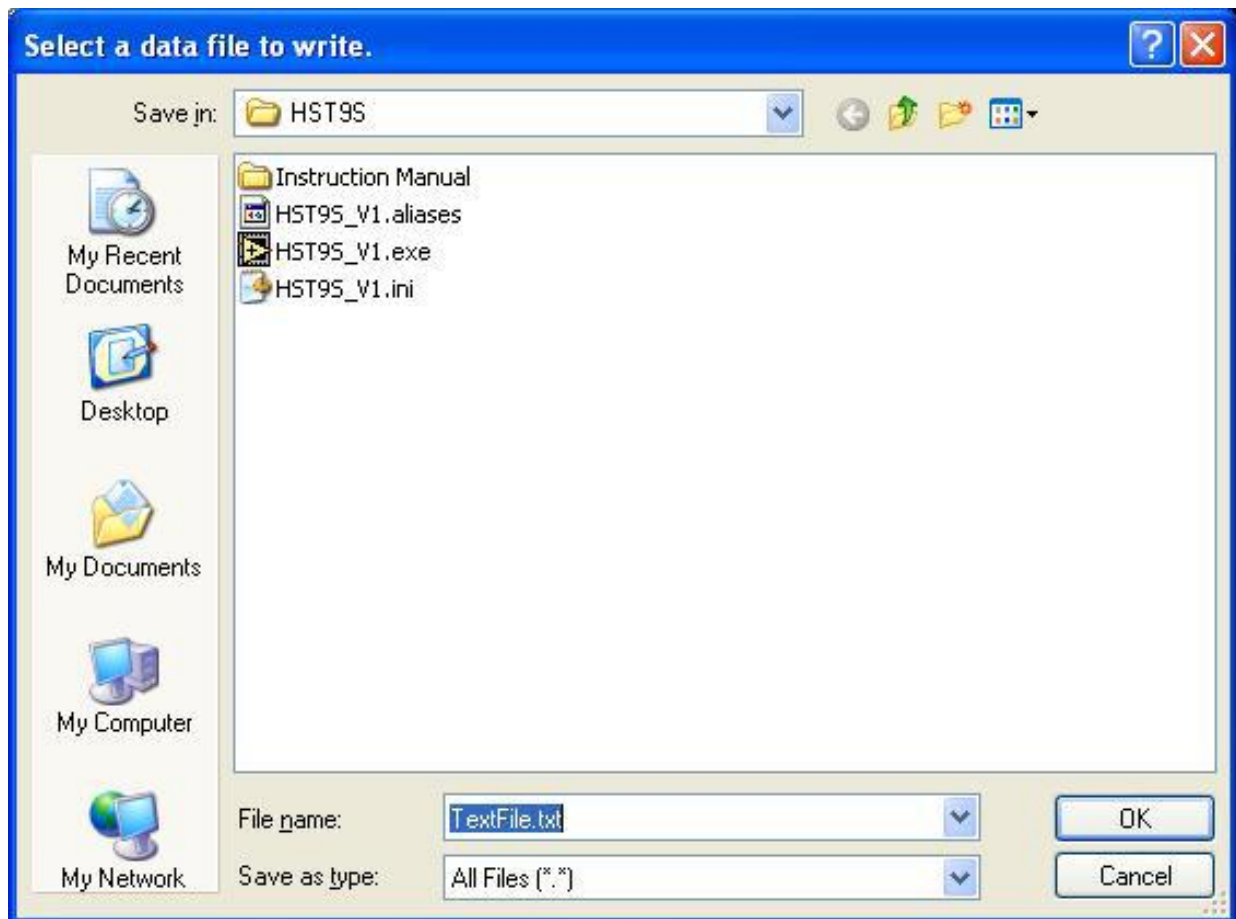 Select a data file to write.
Save in:
HST9S
Instruction Manual
HST9S_V1.aliases
HST9S_V1.exe
HST9S_V1.ini
My Recent
Documents
Desktop
My Documents
My Computer
My Network
File name:
TextFile.txt
OK
Save as type:
All Files (*.*)
Cancel